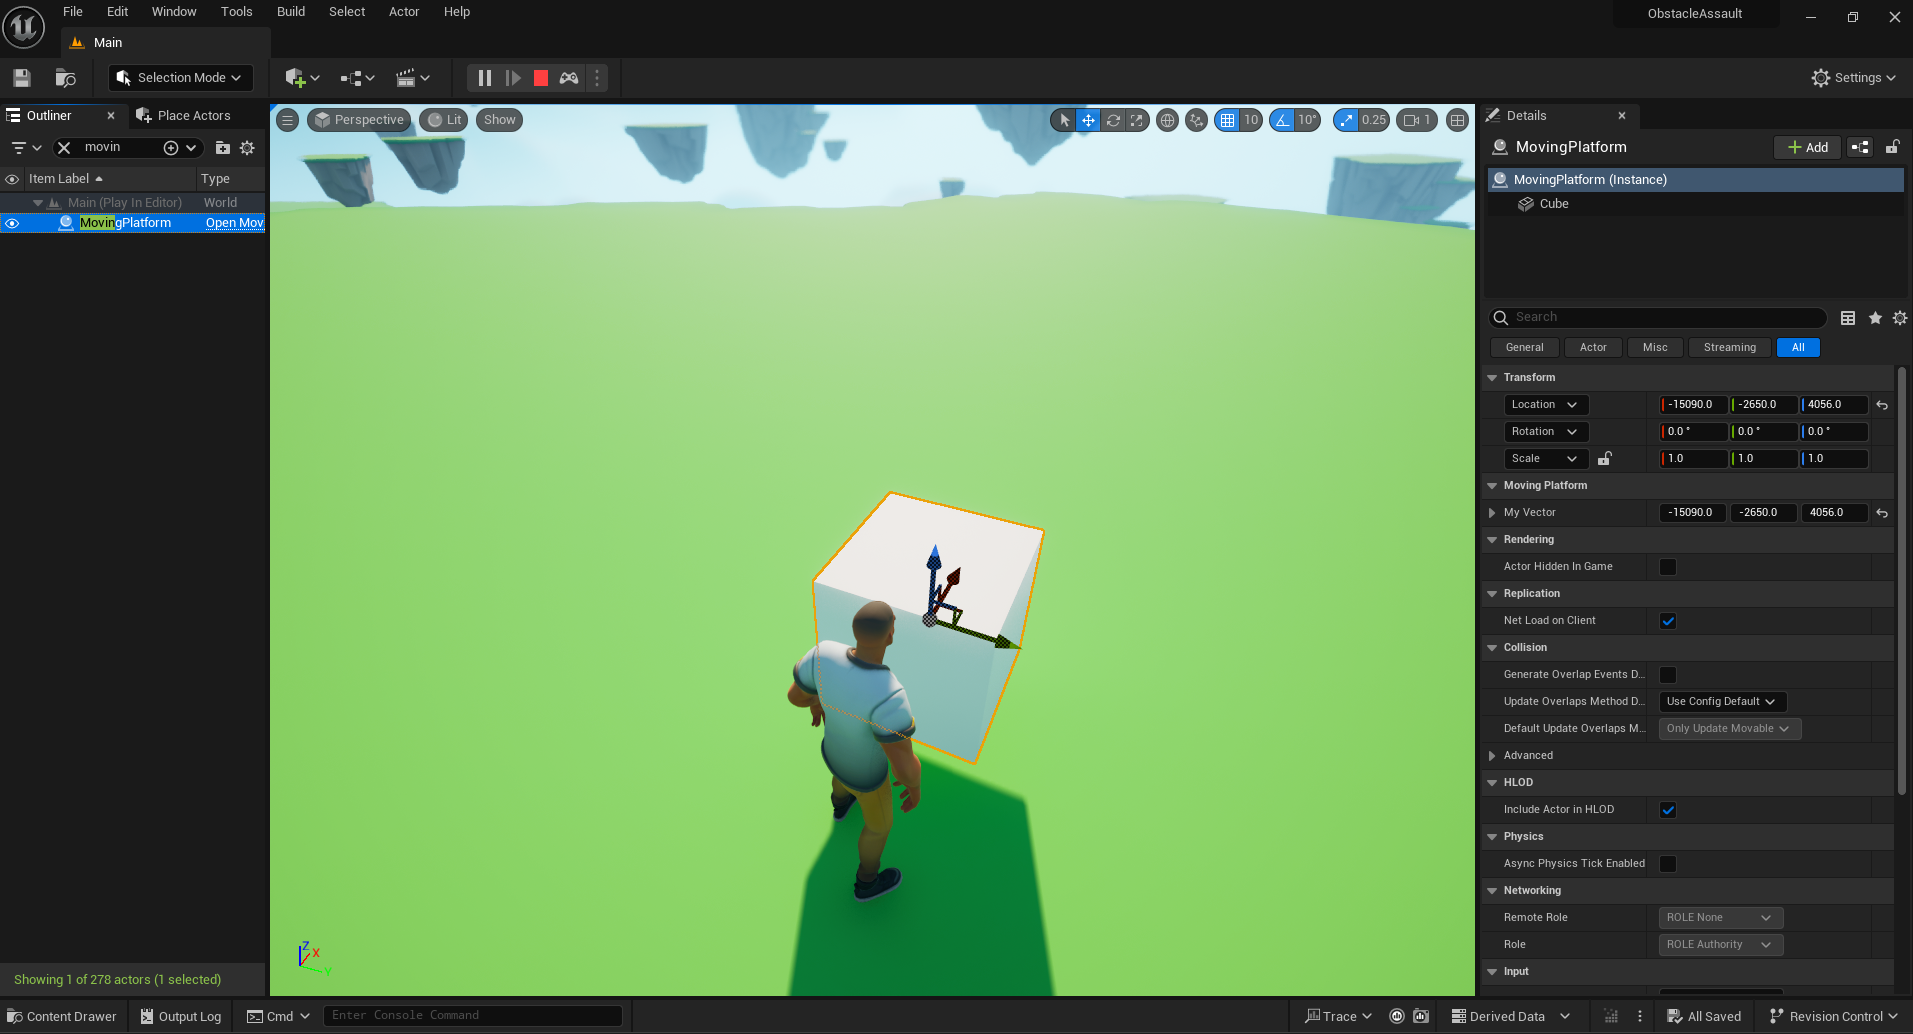 File Edit Window Tools Build Select Actor Help
ObstacleAssault
Main
Selection Mode
Settings
Outliner
Place Actors
movin
Item Label
Type
Main (Play In Editor)
World
MovingPlatform
Open Mov
Showing 1 of 278 actors (1 selected)
Perspective
Lit
Show
10
10°
0.25
1
Z
X
Y
Details
MovingPlatform
Add
MovingPlatform (Instance)
Cube
Search
General Actor Misc Streaming All
Transform
Location -15090.0 -2650.0 4056.0
Rotation 0.0 ° 0.0 ° 0.0 °
Scale 1.0 1.0 1.0
Moving Platform
My Vector -15090.0 -2650.0 4056.0
Rendering
Actor Hidden In Game
Replication
Net Load on Client
Collision
Generate Overlap Events D...
Update Overlaps Method D... Use Config Default
Default Update Overlaps M... Only Update Movable
Advanced
HLOD
Include Actor in HLOD
Physics
Async Physics Tick Enabled
Networking
Remote Role ROLE None
Role ROLE Authority
Input
Content Drawer
Output Log
Cmd
Enter Console Command
Trace
Derived Data
All Saved
Revision Control